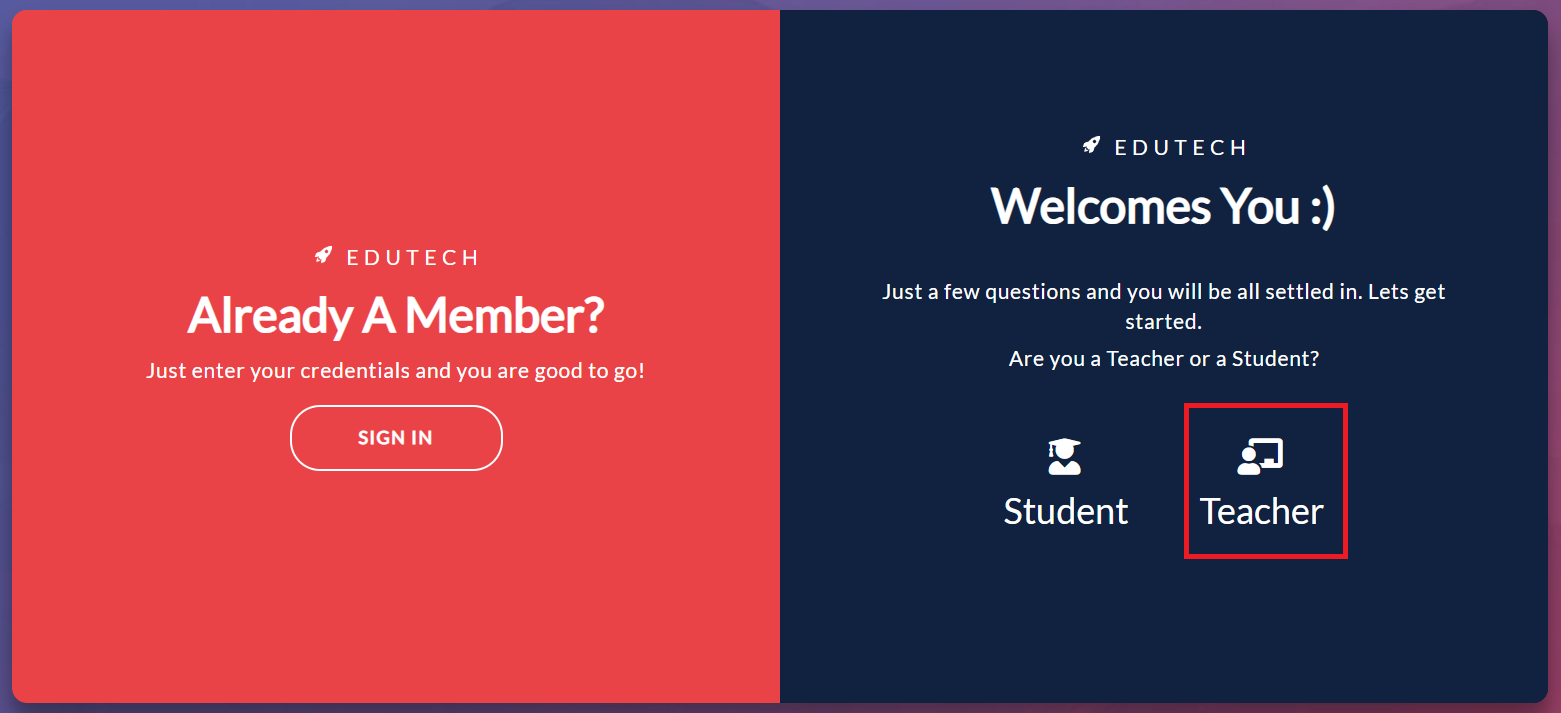 EDUTECH
Already A Member?
Just enter your credentials and you are good to go!
SIGN IN
EDUTECH
Welcomes You :)
Just a few questions and you will be all settled in. Lets get
started.
Are you a Teacher or a Student?
Student
Teacher